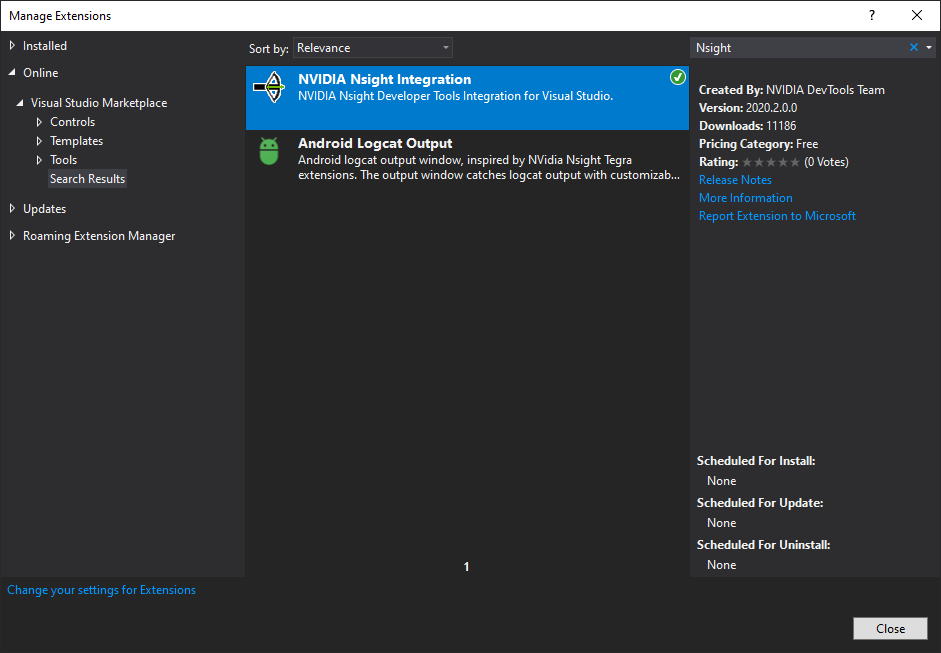 Manage Extensions
?
Installed
Online
Visual Studio Marketplace
Controls
Templates
Tools
Search Results
Updates
Roaming Extension Manager
Change your settings for Extensions
Sort by: Relevance
NVIDIA Nsight Integration
NVIDIA Nsight Developer Tools Integration for Visual Studio.
Android Logcat Output
Android logcat output window, inspired by NVidia Nsight Tegra
extensions. The output window catches logcat output with customizab...
1
Nsight
Created By: NVIDIA DevTools Team
Version: 2020.2.0.0
Downloads: 11186
Pricing Category: Free
Rating: ★★★★★ (0 Votes)
Release Notes
More Information
Report Extension to Microsoft
Scheduled For Install:
None
Scheduled For Update:
None
Scheduled For Uninstall:
None
Close